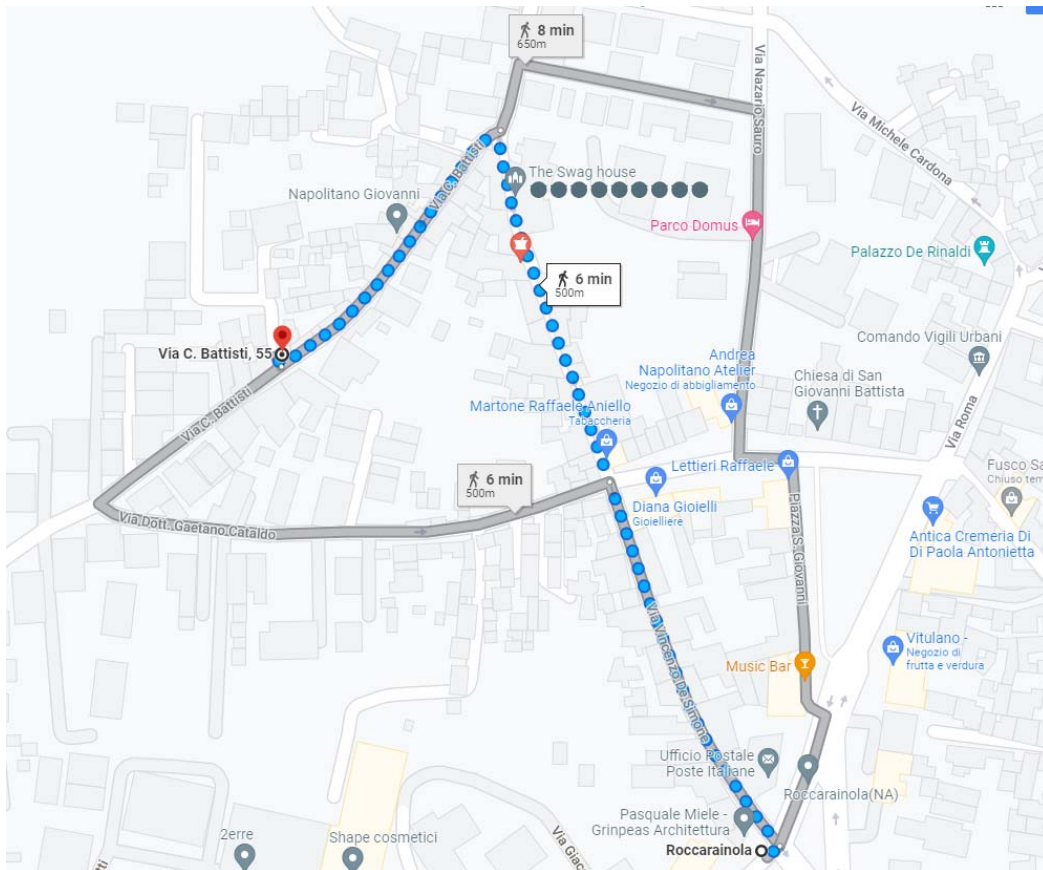 8 min
650m
Via Nazario Sauro
Via Michele Cardona
Via C. Battisti
The Swag house
Napolitano Giovanni
Parco Domus
Palazzo De Rinaldi
6 min
500m
Via C. Battisti, 55
Comando Vigili Urbani
Andrea
Napolitano Atelier
Negozio di abbigliamento
Chiesa di San
Giovanni Battista
Via C. Battisti
Martone Raffaele Aniello
Tabaccheria
Via Roma
6 min
500m
Lettieri Raffaele
Fusco Sa
Chiuso tem
Diana Gioielli
Gioielliere
Via Dott. Gaetano Cataldo
Piazza S. Giovanni
Antica Cremeria Di
Di Paola Antonietta
Via Vincenzo De Simone
Vitulano -
Negozio di
frutta e verdura
Music Bar
Ufficio Postale
Poste Italiane
Roccarainola(NA)
Pasquale Miele -
Grinpeas Architettura
2erre
Shape cosmetici
Via Giac
Roccarainola